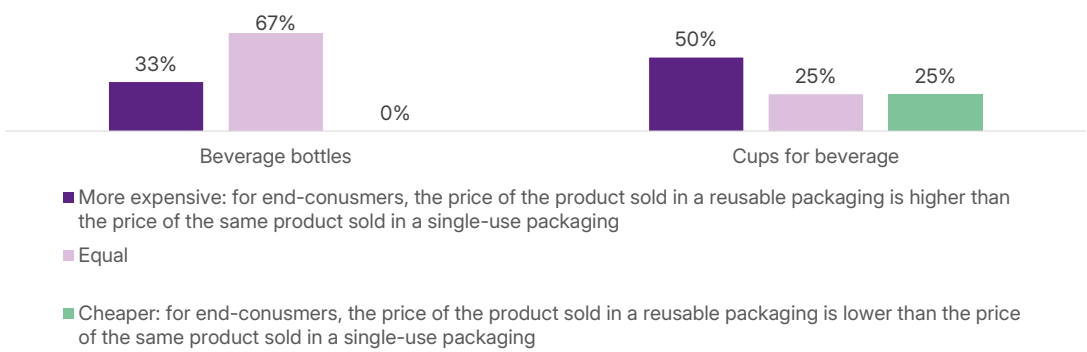 67%
33%
0%
50%
25%
25%
Beverage bottles
Cups for beverage
More expensive: for end-conusmers, the price of the product sold in a reusable packaging is higher than
the price of the same product sold in a single-use packaging
Equal
Cheaper: for end-conusmers, the price of the product sold in a reusable packaging is lower than the price
of the same product sold in a single-use packaging